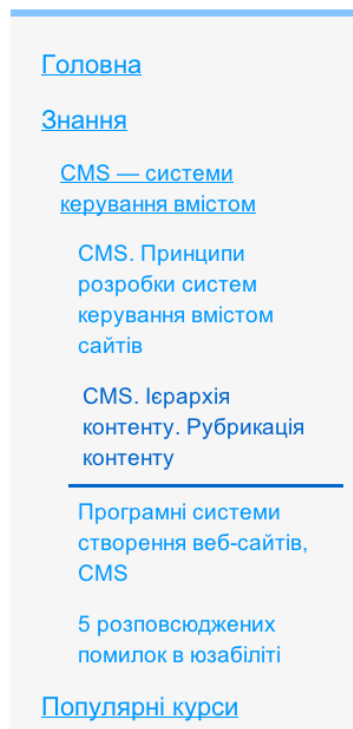 Головна
Знання
CMS — системи
керування вмістом
CMS. Принципи
розробки систем
керування вмістом
сайтів
CMS. Ієрархія
контенту. Рубрикація
контенту
Програмні системи
створення веб-сайтів,
CMS
5 розповсюджених
помилок в юзабіліті
Популярні курси